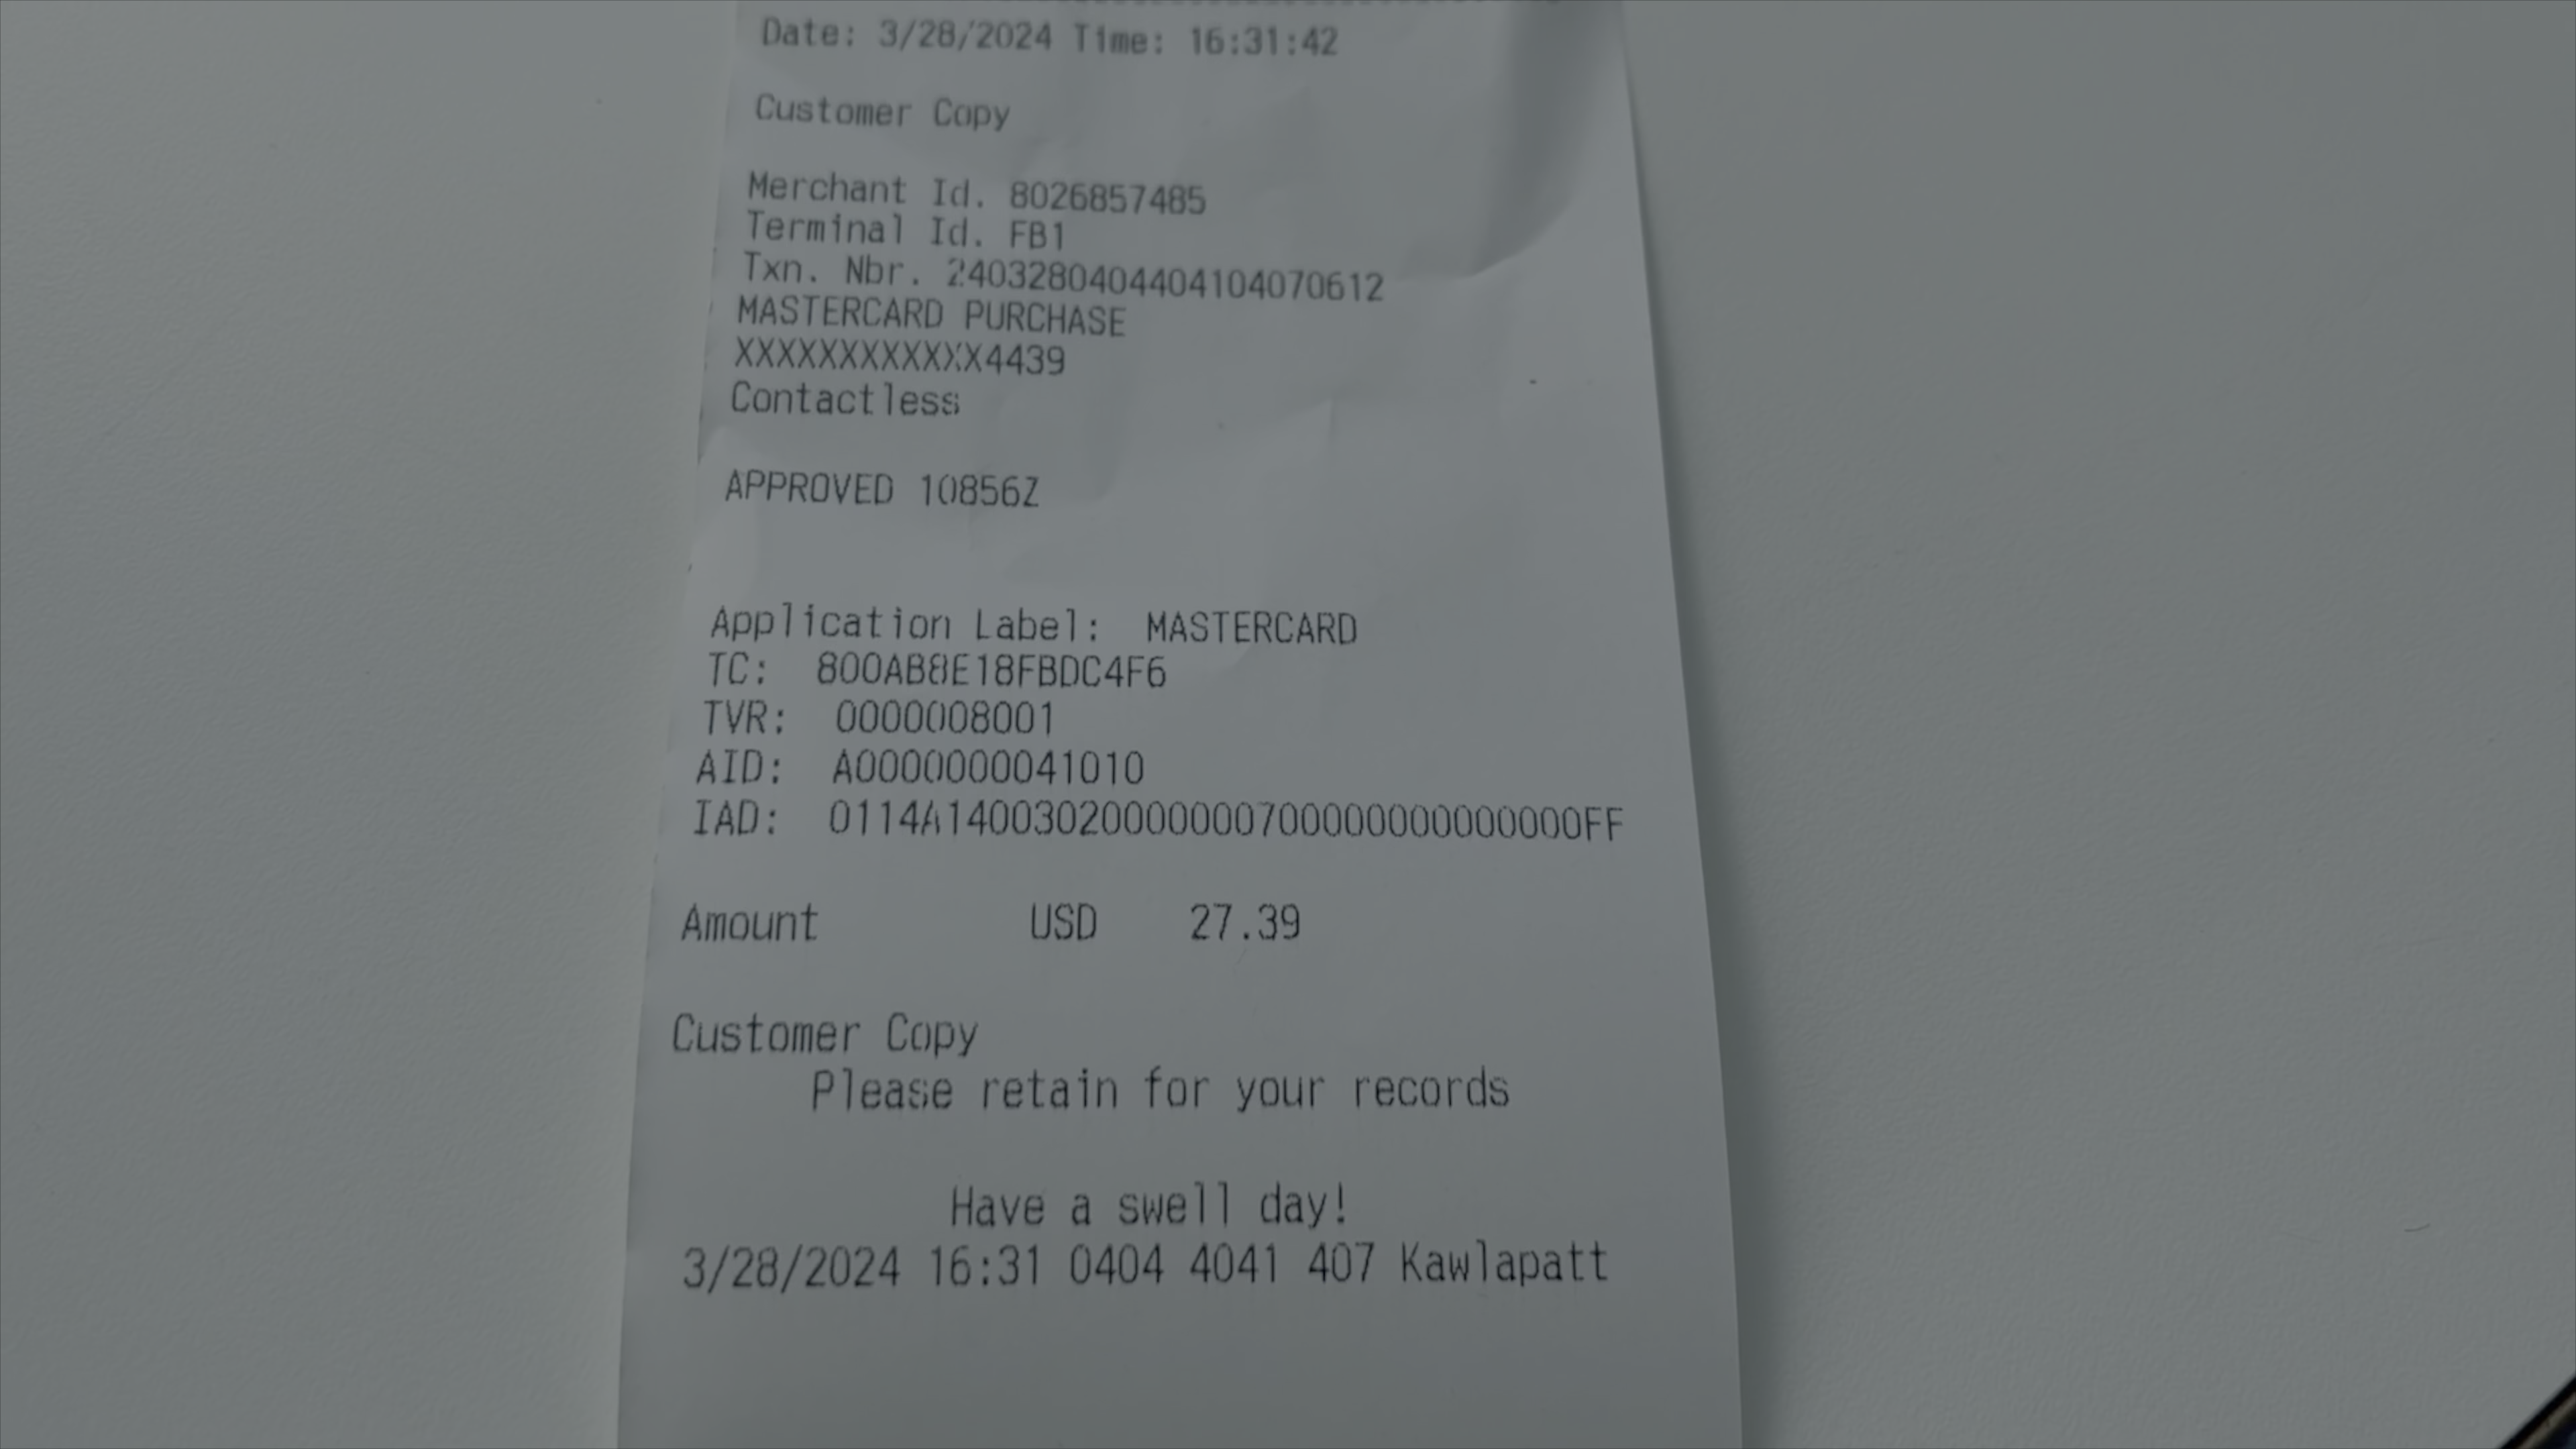 Date: 3/28/2024 Time: 16:31:42
Customer Copy
Merchant Id. 8026857485
Terminal Id. FB1
Txn. Nbr. 2403280404404104070612
MASTERCARD PURCHASE
XXXXXXXXXXXX4439
Contactless
APPROVED 10856Z
Application Label: MASTERCARD
TC: 800AB8E18FBDC4F6
TVR: 0000008001
AID: A0000000041010
IAD: 0114A1400302000000070000000000000000FF
Amount USD 27.39
Customer Copy
Please retain for your records
Have a swell day!
3/28/2024 16:31 0404 4041 407 Kawlapatt